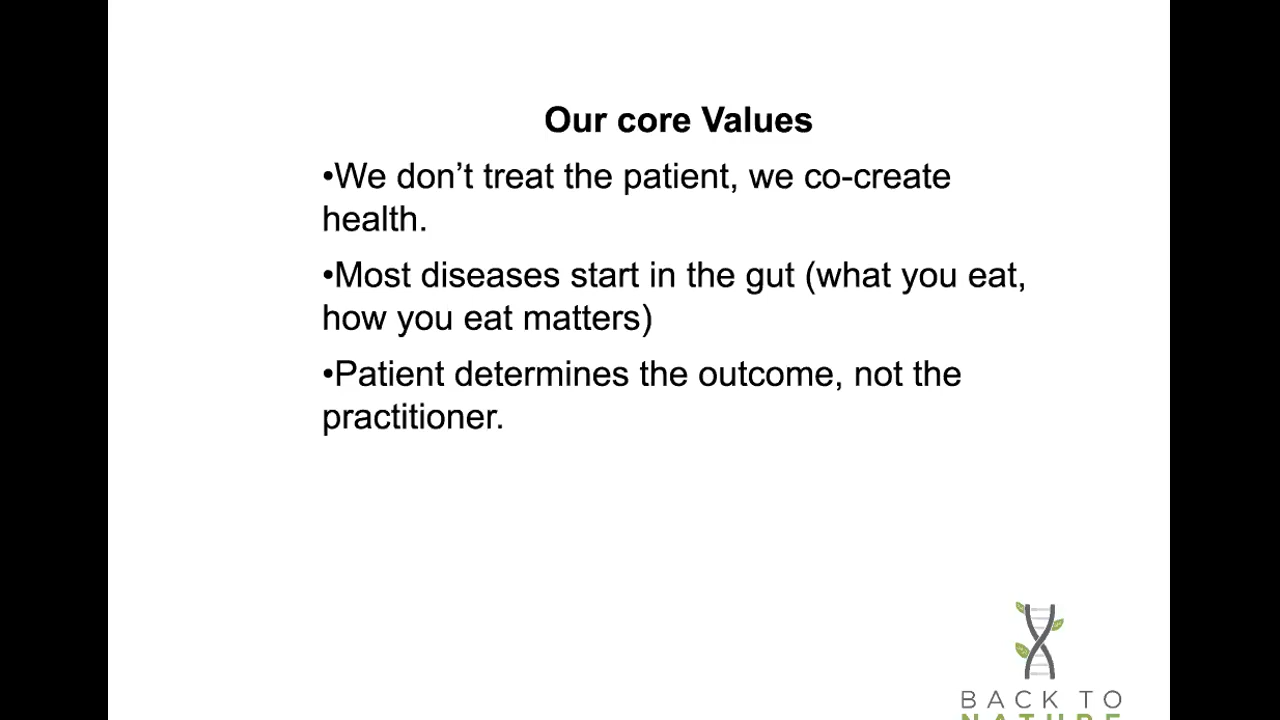 Our core Values
•We don’t treat the patient, we co-create
health.
•Most diseases start in the gut (what you eat,
how you eat matters)
•Patient determines the outcome, not the
practitioner.
BACK TO
NATURE